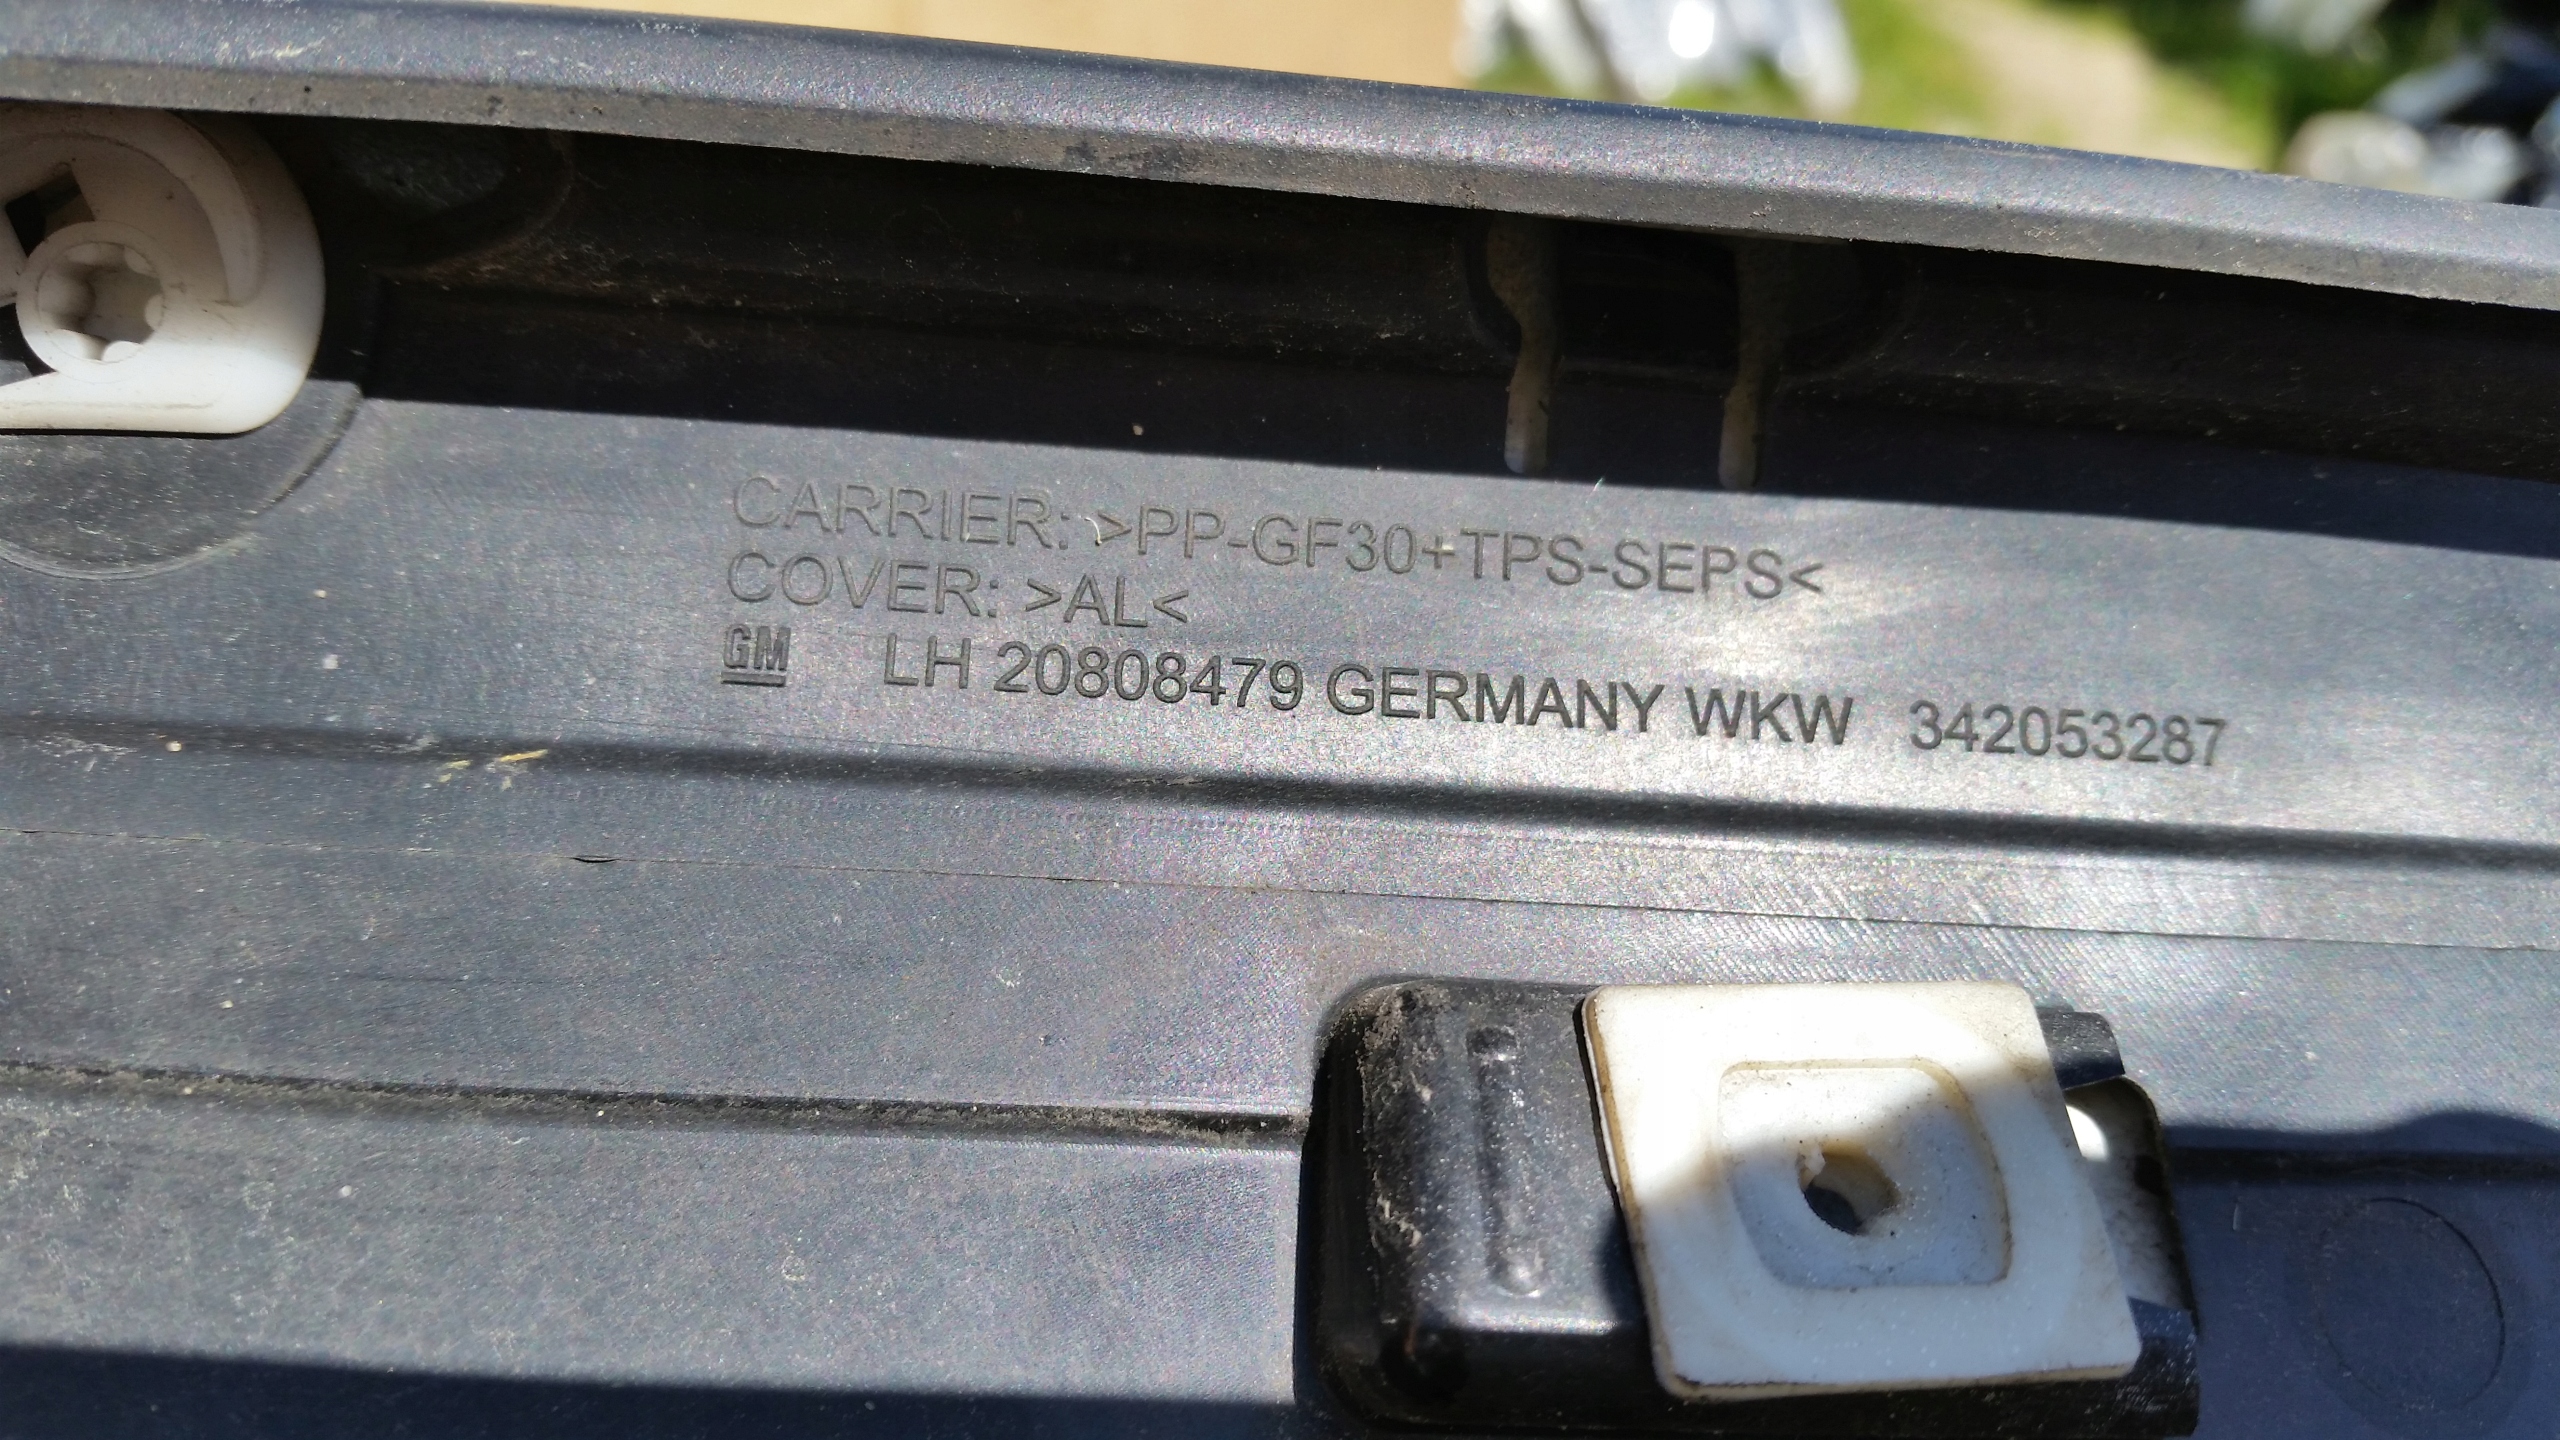 CARRIER: >PP-GF30+TPS-SEPS<
COVER: >AL<
GM LH 20808479 GERMANY WKW 342053287